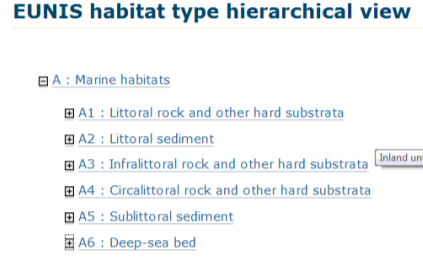 EUNIS habitat type hierarchical view
A : Marine habitats
A1 : Littoral rock and other hard substrata
A2 : Littoral sediment
A3 : Infralittoral rock and other hard substrata
Inland
A4 : Circalittoral rock and other hard substrata
A5 : Sublittoral sediment
A6 : Deep-sea bed